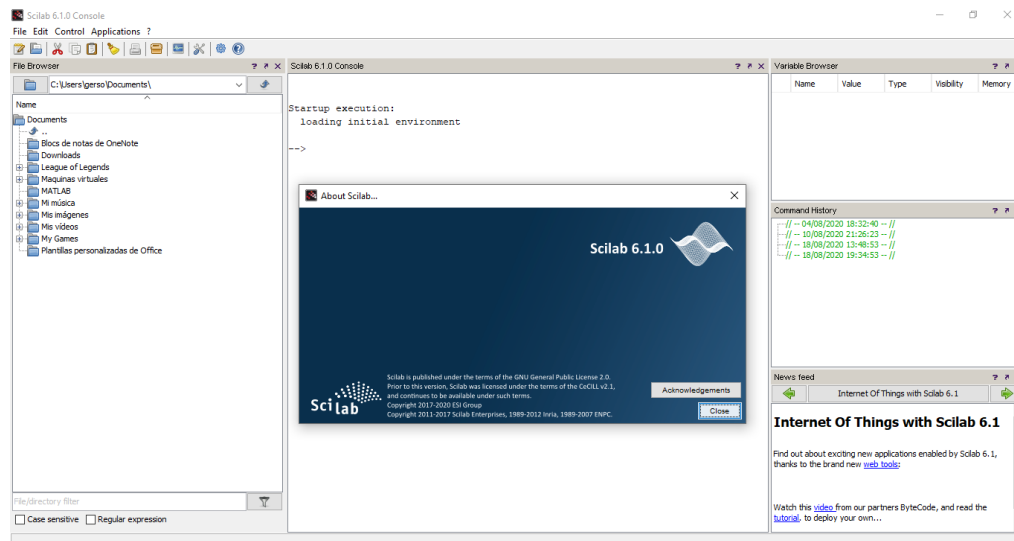 Scilab 6.1.0 Console
File Edit Control Applications ?
File Browser
C:\Users\gerso\Documents\
Name
Documents
..
Blocs de notas de OneNote
Downloads
League of Legends
Maquinas virtuales
MATLAB
Mi música
Mis imágenes
Mis vídeos
My Games
Plantillas personalizadas de Office
File/directory filter
Case sensitive Regular expression
Scilab 6.1.0 Console
Startup execution:
loading initial environment
-->
About Scilab...
Scilab 6.1.0
Scilab is published under the terms of the GNU General Public License 2.0.
Prior to this version, Scilab was licensed under the terms of the CeCILL v2.1,
and continues to be available under such terms.
Copyright 2017-2020 ESI Group
Copyright 2011-2017 Scilab Enterprises, 1989-2012 Inria, 1989-2007 ENPC.
Scilab
Acknowledgements
Close
Variable Browser
Name Value Type Visibility Memory
Command History
// -- 04/08/2020 18:32:40 -- //
// -- 10/08/2020 21:26:23 -- //
// -- 18/08/2020 13:48:53 -- //
// -- 18/08/2020 19:34:53 -- //
News feed
Internet Of Things with Scilab 6.1
Internet Of Things with Scilab 6.1
Find out about exciting new applications enabled by Scilab 6.1,
thanks to the brand new web tools:
Watch this video from our partners ByteCode, and read the
tutorial, to deploy your own...